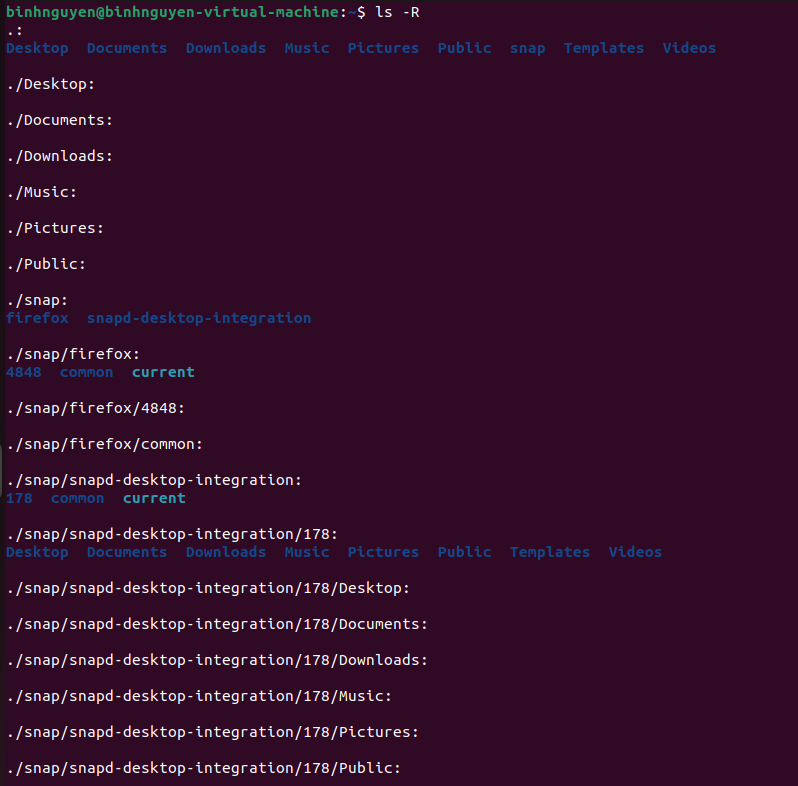 binhnguyen@binhnguyen-virtual-machine:~$ ls -R
.:
Desktop  Documents  Downloads  Music  Pictures  Public  snap  Templates  Videos
./Desktop:
./Documents:
./Downloads:
./Music:
./Pictures:
./Public:
./snap:
firefox  snapd-desktop-integration
./snap/firefox:
4848  common  current
./snap/firefox/4848:
./snap/firefox/common:
./snap/snapd-desktop-integration:
178  common  current
./snap/snapd-desktop-integration/178:
Desktop  Documents  Downloads  Music  Pictures  Public  Templates  Videos
./snap/snapd-desktop-integration/178/Desktop:
./snap/snapd-desktop-integration/178/Documents:
./snap/snapd-desktop-integration/178/Downloads:
./snap/snapd-desktop-integration/178/Music:
./snap/snapd-desktop-integration/178/Pictures:
./snap/snapd-desktop-integration/178/Public: